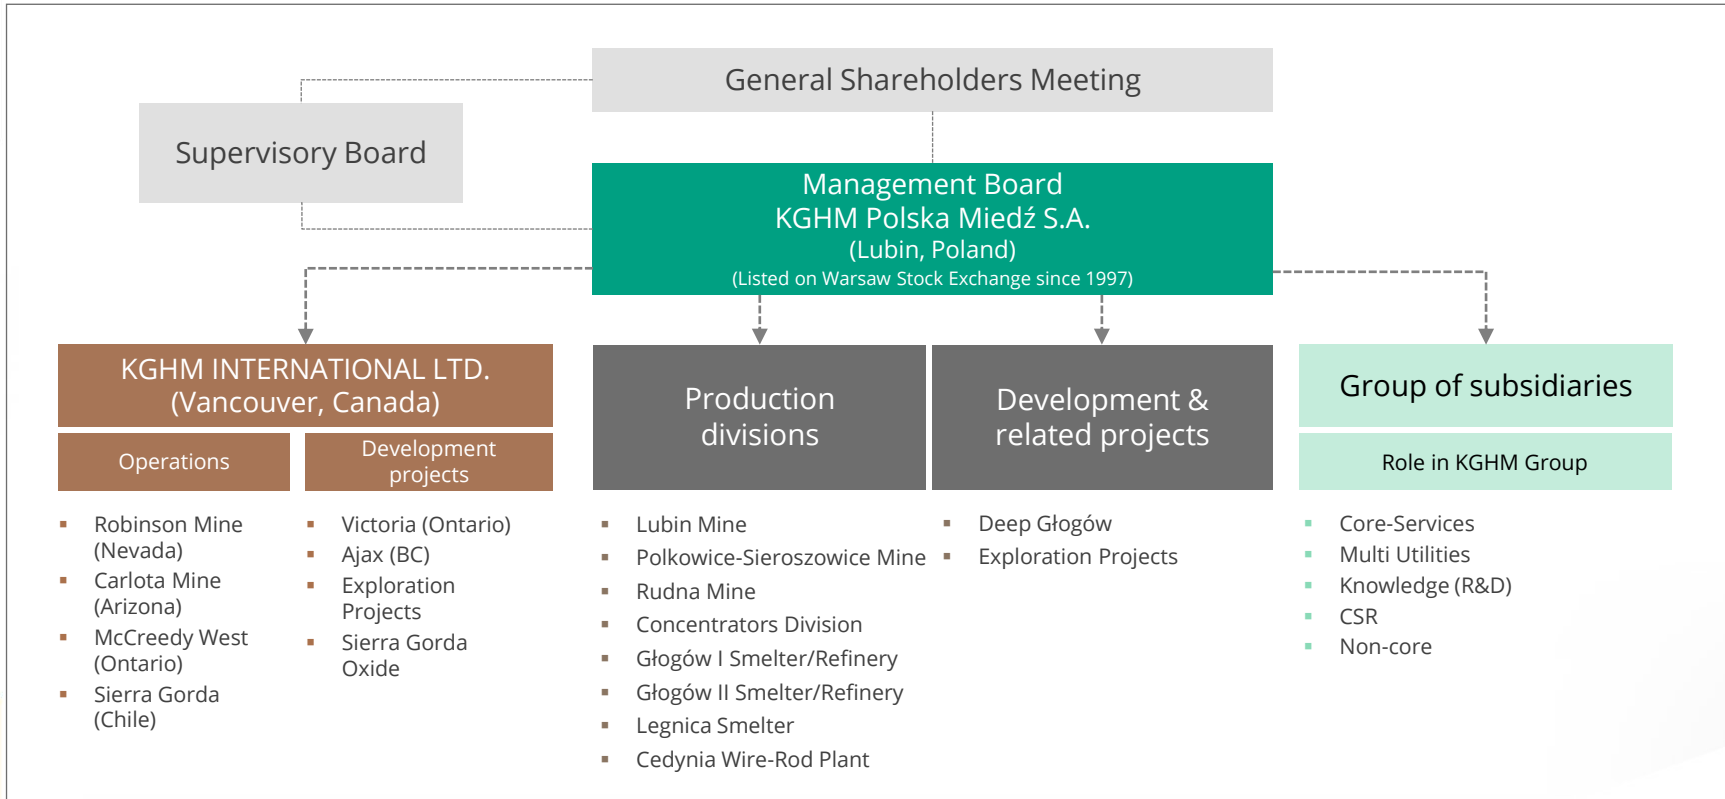 General Shareholders Meeting
Supervisory Board
Management Board
KGHM Polska Miedź S.A.
(Lubin, Poland)
(Listed on Warsaw Stock Exchange since 1997)
KGHM INTERNATIONAL LTD.
(Vancouver, Canada)
Operations
Robinson Mine
(Nevada)
Carlota Mine
(Arizona)
McCreedy West
(Ontario)
Sierra Gorda
(Chile)
Development
projects
Victoria (Ontario)
Ajax (BC)
Exploration
Projects
Sierra Gorda
Oxide
Production
divisions
Lubin Mine
Polkowice-Sieroszowice Mine
Rudna Mine
Concentrators Division
Głogów I Smelter/Refinery
Głogów II Smelter/Refinery
Legnica Smelter
Cedynia Wire-Rod Plant
Development &
related projects
Deep Głogów
Exploration Projects
Group of subsidiaries
Role in KGHM Group
Core-Services
Multi Utilities
Knowledge (R&D)
CSR
Non-core